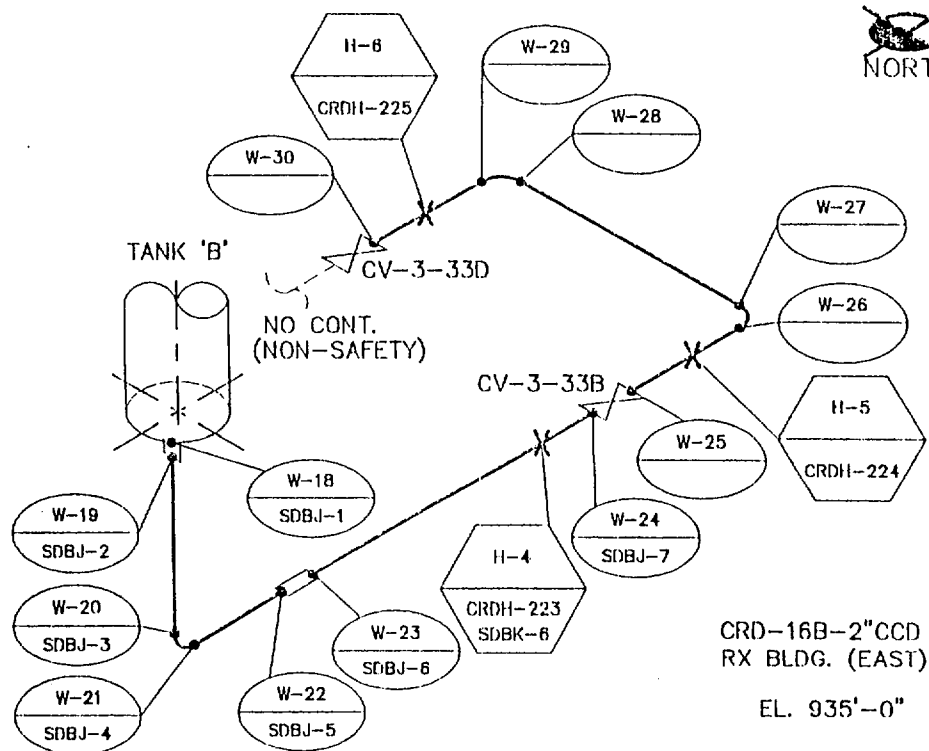 H-6
CRDH-225
W-29
NORT
W-28
W-30
W-27
TANK 'B'
CV-3-33D
W-26
NO CONT.
(NON-SAFETY)
CV-3-33B
H-5
CRDH-224
W-25
W-18
SDBJ-1
W-19
SDBJ-2
W-24
SDBJ-7
H-4
CRDH-223
SDBK-6
W-20
SDBJ-3
W-23
SDBJ-6
W-22
SDBJ-5
W-21
SDBJ-4
CRD-16B-2"CCD
RX BLDG. (EAST)
EL. 935'-0"